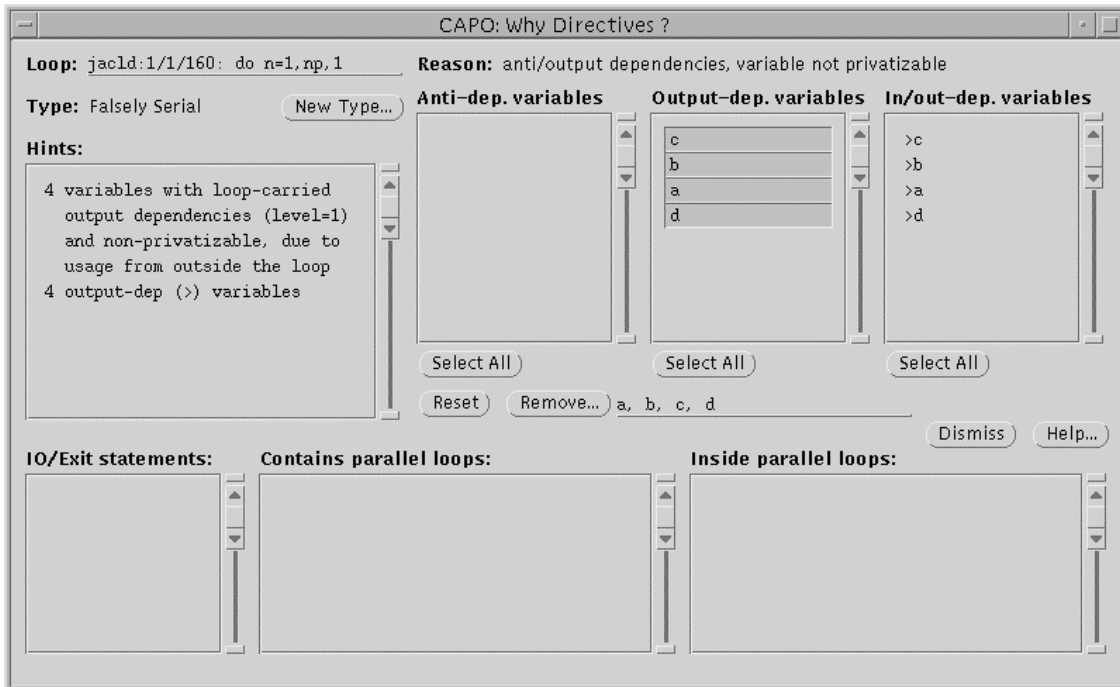 CAPO: Why Directives ?
Loop: jacld:1/1/160: do n=1,np,1
Reason: anti/output dependencies, variable not privatizable
Type: Falsely Serial
New Type...
Anti-dep. variables
Output-dep. variables
In/out-dep. variables
c
b
a
d
>c
>b
>a
>d
Hints:
4 variables with loop-carried
output dependencies (level=1)
and non-privatizable, due to
usage from outside the loop
4 output-dep (>) variables
Select All
Select All
Select All
Reset
Remove...
a, b, c, d
Dismiss
Help...
IO/Exit statements:
Contains parallel loops:
Inside parallel loops: